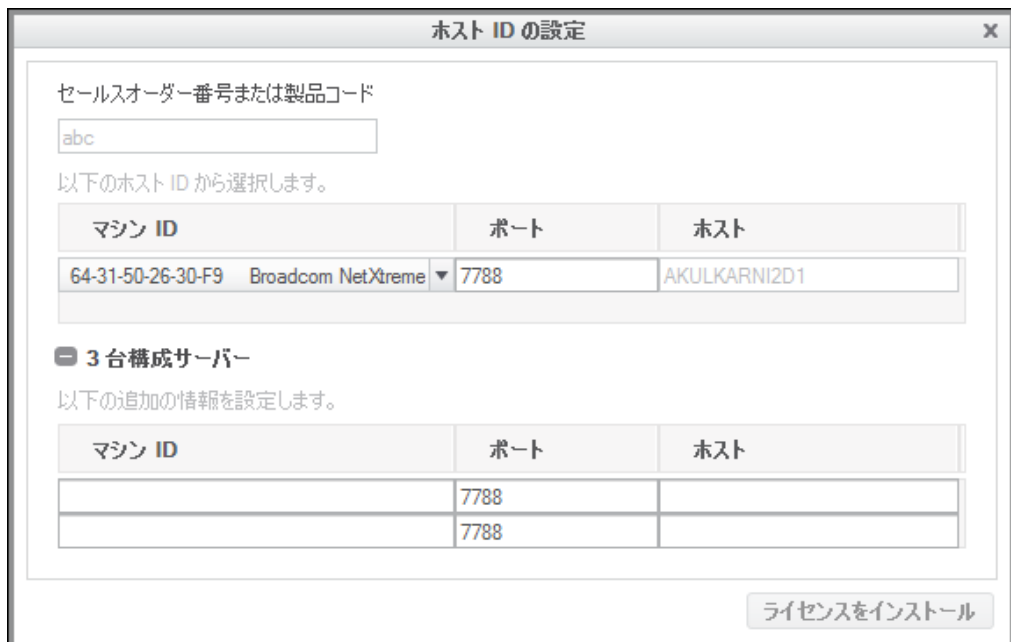 ホスト ID の設定 x
セールスオーダー番号または製品コード
abc
以下のホスト ID から選択します。
マシン ID ポート ホスト
64-31-50-26-30-F9 Broadcom NetXtreme 7788 AKULKARNI2D1
3 台構成サーバー
以下の追加の情報を設定します。
マシン ID ポート ホスト
7788
7788
ライセンスをインストール